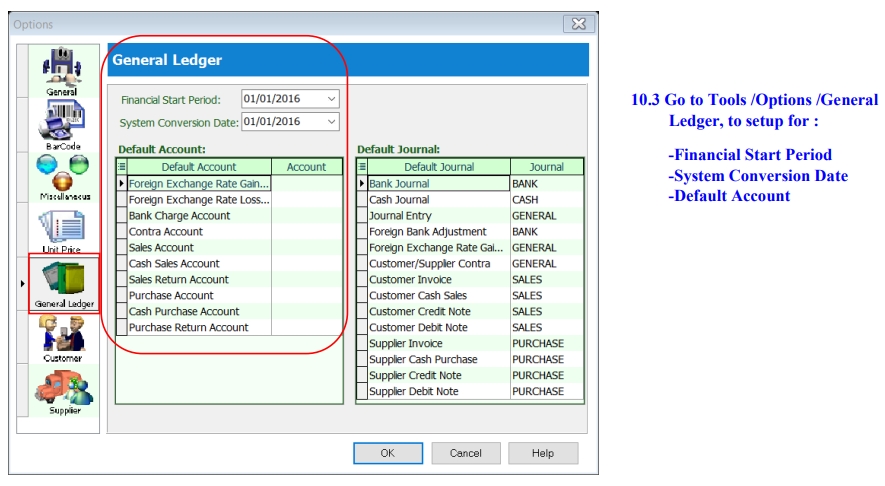 Options
General
BarCode
Miscellaneous
Unit Price
General Ledger
Customer
Supplier
General Ledger
Financial Start Period: 01/01/2016
System Conversion Date: 01/01/2016
Default Account:
Default Account Account
Foreign Exchange Rate Gain...
Foreign Exchange Rate Loss...
Bank Charge Account
Contra Account
Sales Account
Cash Sales Account
Sales Return Account
Purchase Account
Cash Purchase Account
Purchase Return Account
Default Journal:
Default Journal Journal
Bank Journal BANK
Cash Journal CASH
Journal Entry GENERAL
Foreign Bank Adjustment BANK
Foreign Exchange Rate Gai... GENERAL
Customer/Supplier Contra GENERAL
Customer Invoice SALES
Customer Cash Sales SALES
Customer Credit Note SALES
Customer Debit Note SALES
Supplier Invoice PURCHASE
Supplier Cash Purchase PURCHASE
Supplier Credit Note PURCHASE
Supplier Debit Note PURCHASE
OK Cancel Help
10.3 Go to Tools /Options /General
Ledger, to setup for :
-Financial Start Period
-System Conversion Date
-Default Account